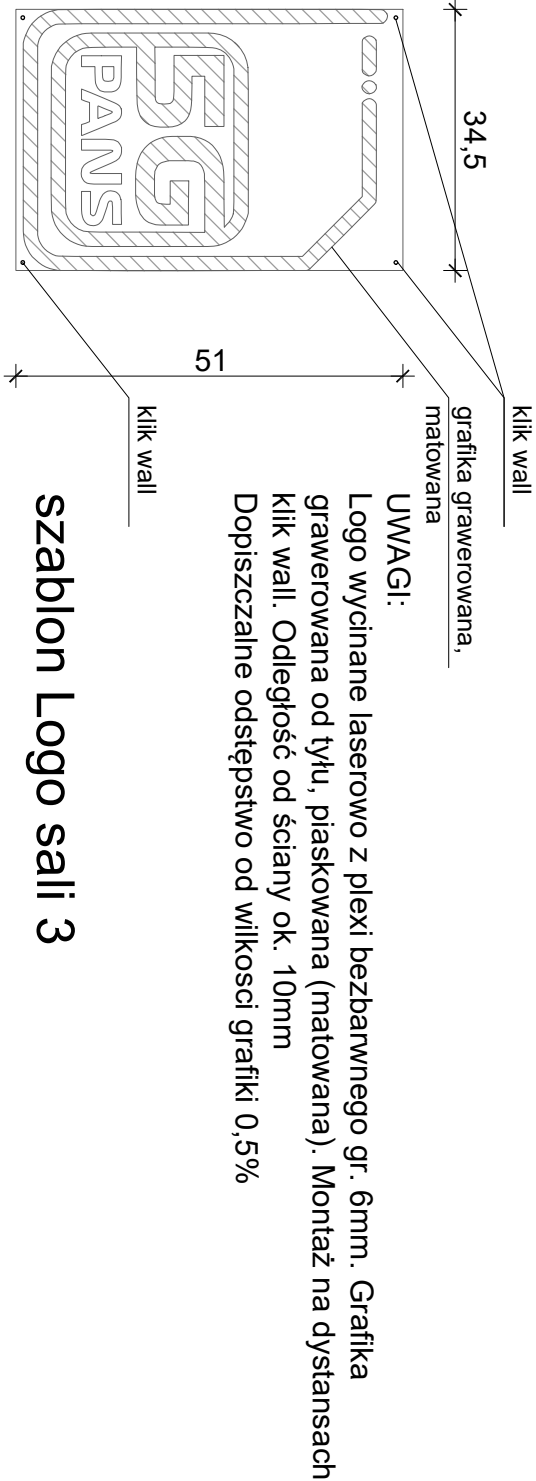 34,5
5G
PANS
51
klik wall
grafika grawerowana,
matowana
klik wall
UWAGI:
Logo wycinane laserowo z plexi bezbarwnego gr. 6mm. Grafika
grawerowana od tyłu, piaskowana (matowana). Montaż na dystansach
klik wall. Odległość od ściany ok. 10mm
Dopiszczalne odstępstwo od wilkosci grafiki 0,5%
szablon Logo sali 3